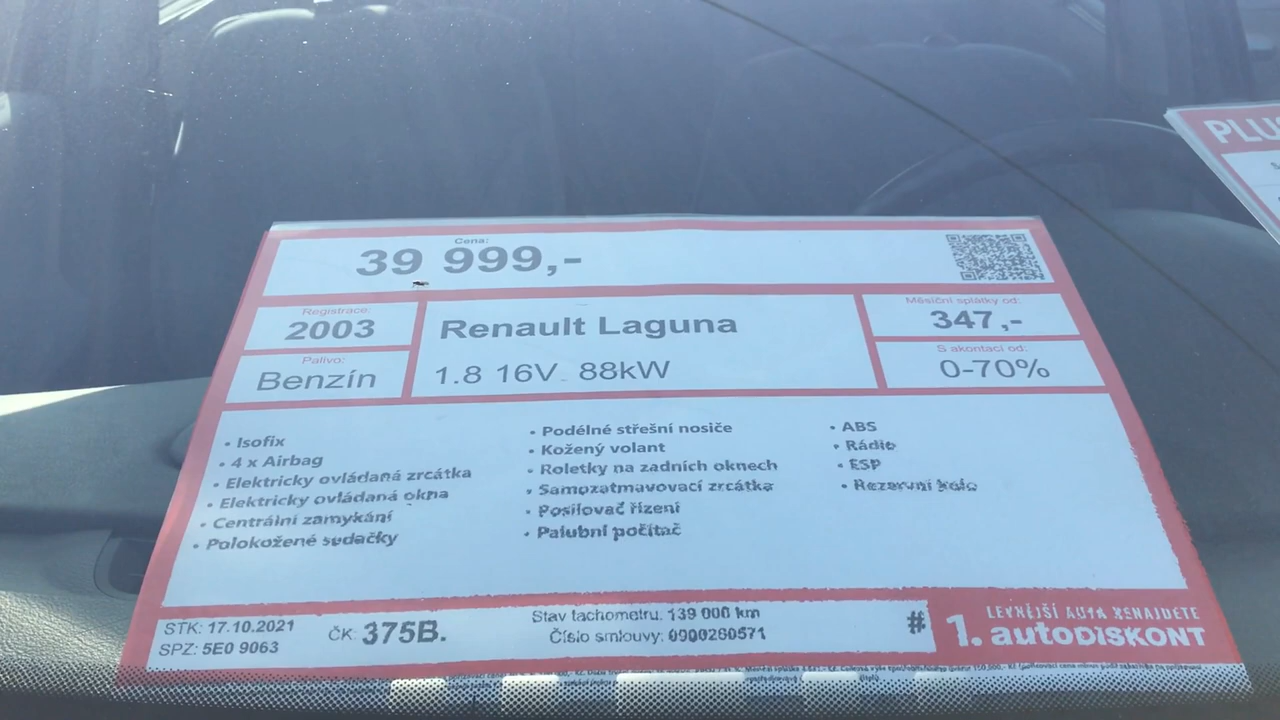 Cena:
39 999,-
Registrace:
2003
Palivo:
Benzín
Renault Laguna
1.8 16V 88kW
Měsíční splátky od:
347,-
S akontací od:
0-70%
• Isofix
• 4 x Airbag
• Elektricky ovládaná zrcátka
• Elektricky ovládaná okna
• Centrální zamykání
• Polokožené sedačky
• Podélné střešní nosiče
• Kožený volant
• Roletky na zadních oknech
• Samozatmavovací zrcátka
• Posilovač řízení
• Palubní počítač
• ABS
• Rádio
• ESP
• Rezervní kolo
STK: 17.10.2021
SPZ: 5E0 9063
ČK: 375B.
Stav tachometru: 139 000 km
Číslo smlouvy: 0900260571
#
LEVNĚJŠÍ AUTA NENAJDETE
1. autoDISKONT
PLU